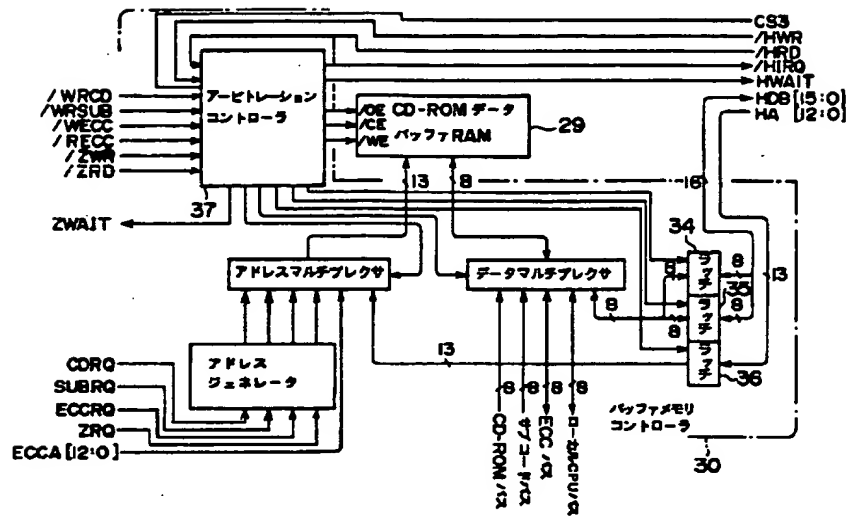 CS3
/HWR
/HRD
/HIRQ
HWAIT
HDB [15:0]
HA [12:0]
/WRCD
/WRSUB
/WECC
/RECC
/ZWR
/ZRD
アービトレーション
コントローラ
/OE
/CE
/WE
CD-ROM データ
バッファRAM
29
37
13
8
16
ZWAIT
34
ラッチ
8
8
13
35
ラッチ
8
8
8
36
ラッチ
アドレスマルチプレクサ
データマルチプレクサ
13
アドレス
ジェネレータ
CDRQ
SUBRQ
ECCRQ
ZRQ
ECCA [12:0]
8
8
8
8
CD-ROMバス
サブコードバス
ECCバス
ローカルCPUバス
バッファメモリ
コントローラ
30